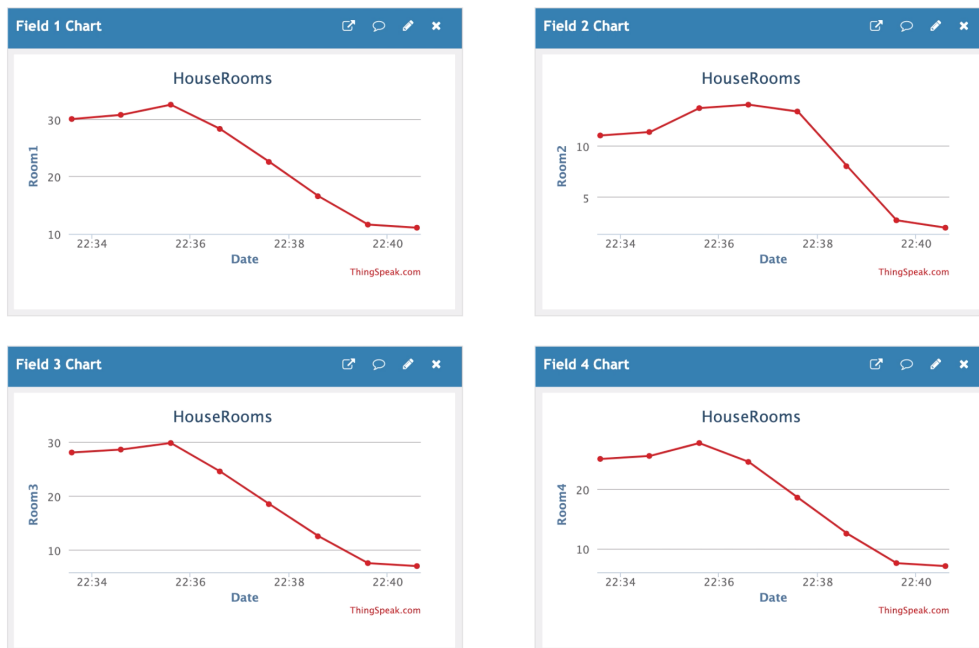 Field 1 Chart
HouseRooms
30
20
10
Room1
22:34 22:36 22:38 22:40
Date
ThingSpeak.com
Field 2 Chart
HouseRooms
10
5
Room2
22:34 22:36 22:38 22:40
Date
ThingSpeak.com
Field 3 Chart
HouseRooms
30
20
10
Room3
22:34 22:36 22:38 22:40
Date
ThingSpeak.com
Field 4 Chart
HouseRooms
20
10
Room4
22:34 22:36 22:38 22:40
Date
ThingSpeak.com